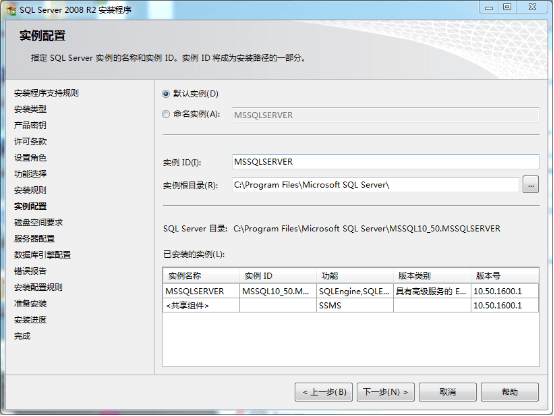 SQL Server 2008 R2 安装程序
实例配置
指定 SQL Server 实例的名称和实例 ID。实例 ID 将成为安装路径的一部分。
安装程序支持规则
安装类型
产品密钥
许可条款
设置角色
功能选择
安装规则
实例配置
磁盘空间要求
服务器配置
数据库引擎配置
错误报告
安装配置规则
准备安装
安装进度
完成
默认实例(D)
命名实例(A): MSSQLSERVER
实例 ID(I): MSSQLSERVER
实例根目录(R): C:\Program Files\Microsoft SQL Server\ ...
SQL Server 目录: C:\Program Files\Microsoft SQL Server\MSSQL10_50.MSSQLSERVER
已安装的实例(L):
实例名称 实例 ID 功能 版本类别 版本号
MSSQLSERVER MSSQL10_50.M... SQLEngine,SQLE... 具有高级服务的 E... 10.50.1600.1
<共享组件> SSMS 10.50.1600.1
< 上一步(B) 下一步(N) > 取消 帮助